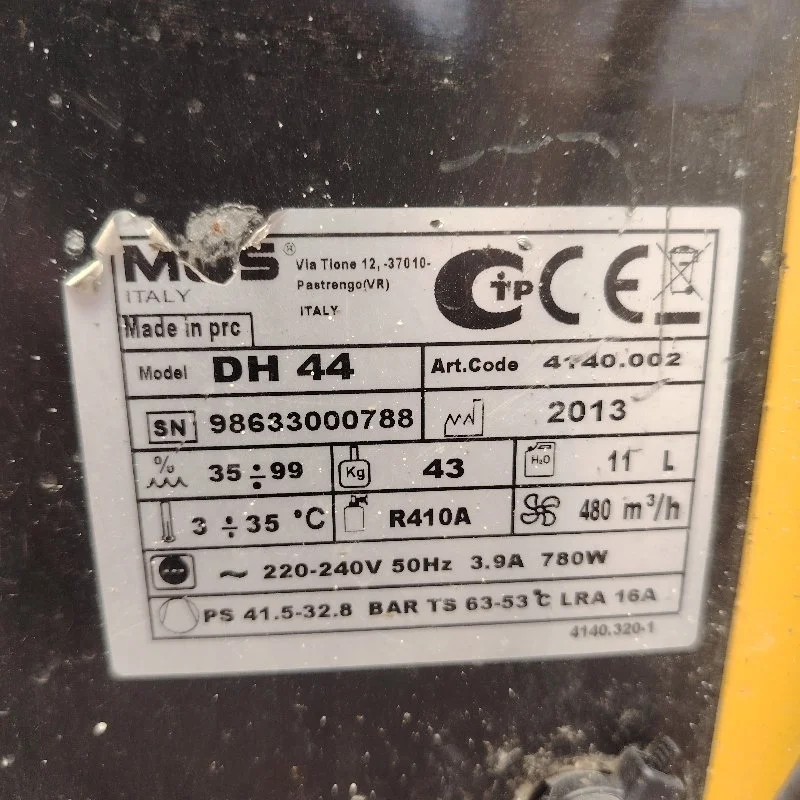 MCS® Via Tione 12,-37010-
Pastrengo(VR)
ITALY ITALY
TP CE
Made in prc
Model DH 44 Art.Code 4140.002
SN 98633000788 2013
% 35÷99 Kg 43 H₂O 11 L
3 ÷35 °C R410A 480 m³/h
~ 220-240V 50Hz 3.9A 780W
PS 41.5-32.8 BAR TS 63-53°C LRA 16A
4140.320-1